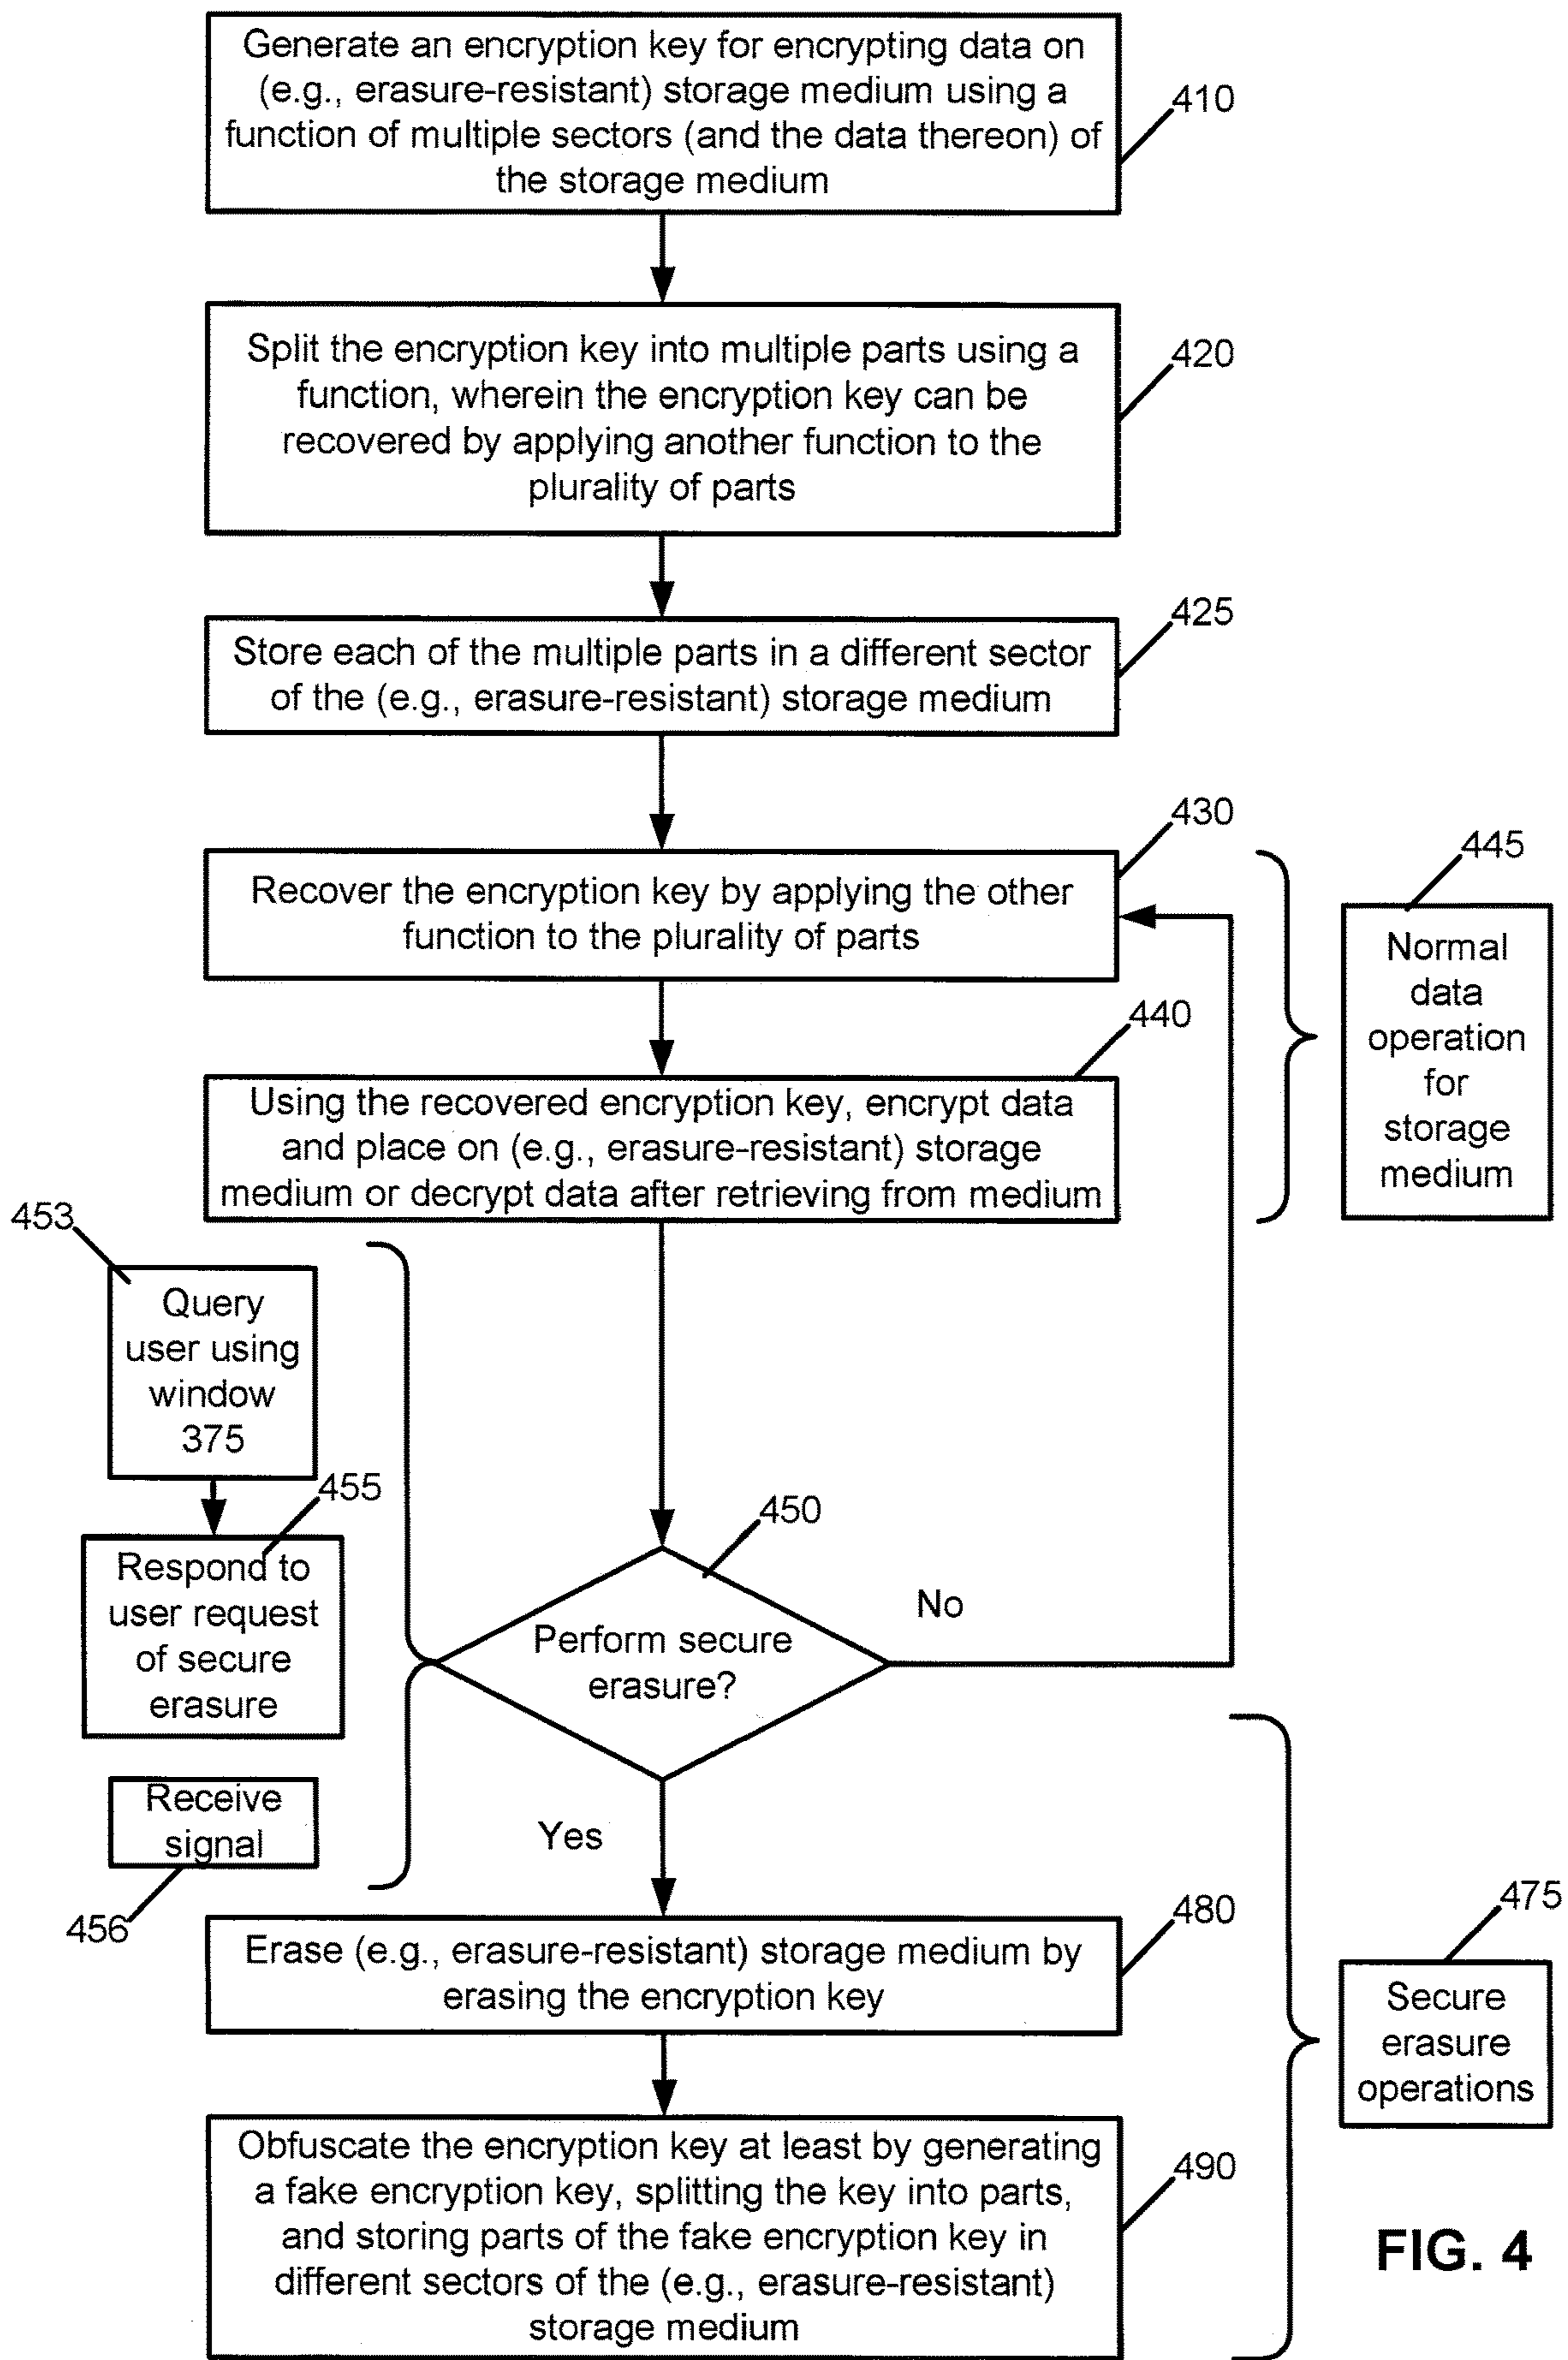 Generate an encryption key for encrypting data on
(e.g., erasure-resistant) storage medium using a
function of multiple sectors (and the data thereon) of
the storage medium
410
Split the encryption key into multiple parts using a
function, wherein the encryption key can be
recovered by applying another function to the
plurality of parts
420
Store each of the multiple parts in a different sector
of the (e.g., erasure-resistant) storage medium
425
Recover the encryption key by applying the other
function to the plurality of parts
430
445
Normal
data
operation
for
storage
medium
440
Using the recovered encryption key, encrypt data
and place on (e.g., erasure-resistant) storage
medium or decrypt data after retrieving from medium
453
Query
user using
window
375
455
Respond to
user request
of secure
erasure
Receive
signal
456
450
Perform secure
erasure?
No
Yes
480
Erase (e.g., erasure-resistant) storage medium by
erasing the encryption key
475
Secure
erasure
operations
Obfuscate the encryption key at least by generating
a fake encryption key, splitting the key into parts,
and storing parts of the fake encryption key in
different sectors of the (e.g., erasure-resistant)
storage medium
490
FIG. 4